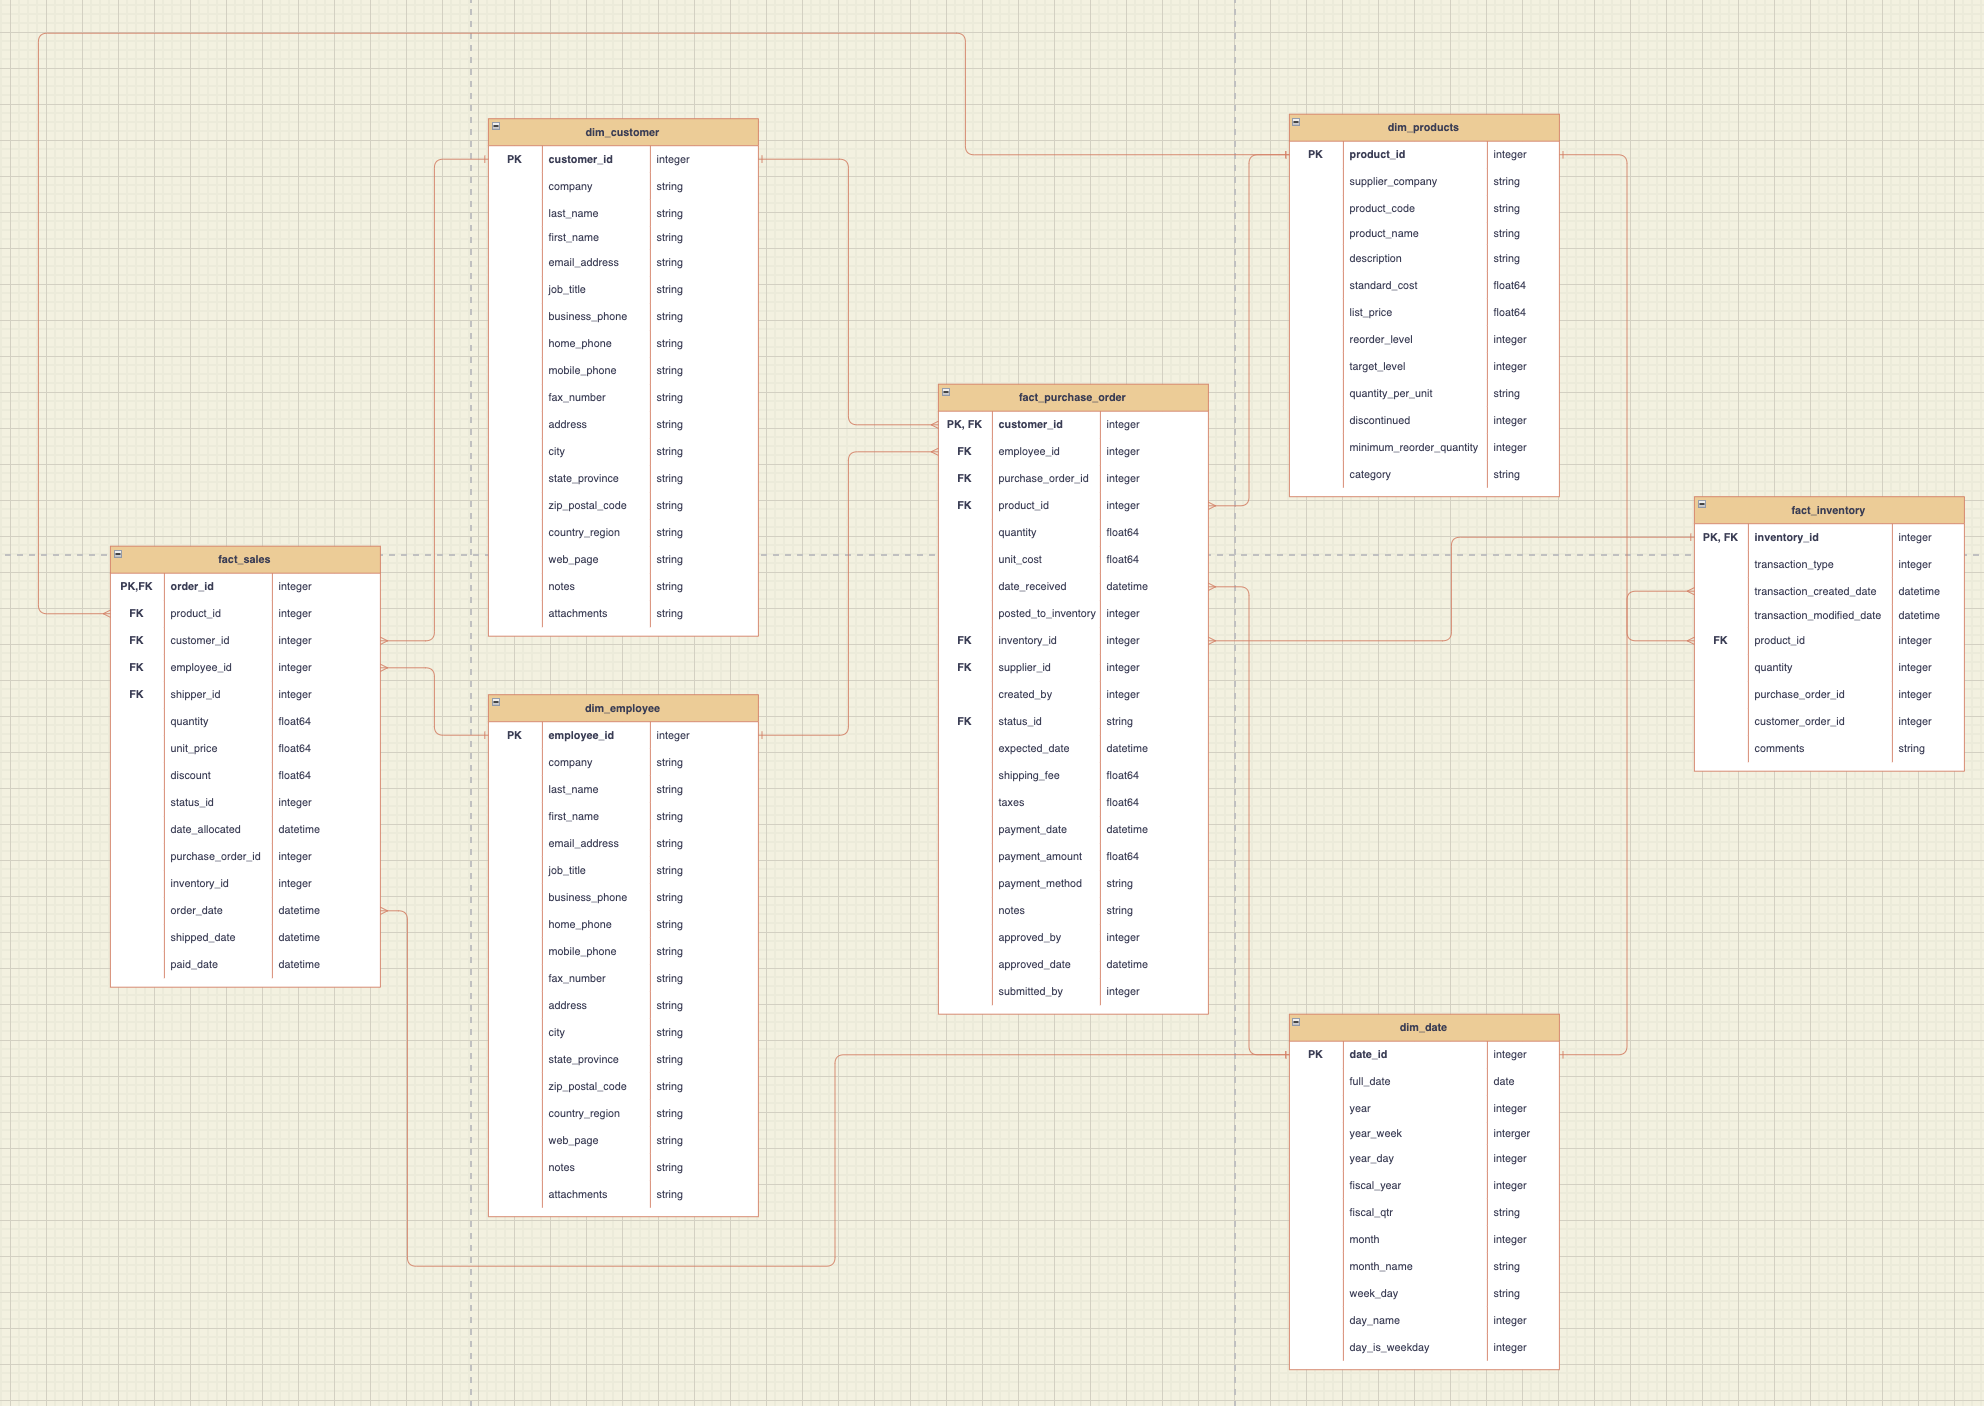 dim_customer
PK customer_id integer
company string
last_name string
first_name string
email_address string
job_title string
business_phone string
home_phone string
mobile_phone string
fax_number string
address string
city string
state_province string
zip_postal_code string
country_region string
web_page string
notes string
attachments string
dim_products
PK product_id integer
supplier_company string
product_code string
product_name string
description string
standard_cost float64
list_price float64
reorder_level integer
target_level integer
quantity_per_unit string
discontinued integer
minimum_reorder_quantity integer
category string
fact_purchase_order
PK, FK customer_id integer
FK employee_id integer
FK purchase_order_id integer
FK product_id integer
quantity float64
unit_cost float64
date_received datetime
posted_to_inventory integer
FK inventory_id integer
FK supplier_id integer
created_by integer
FK status_id string
expected_date datetime
shipping_fee float64
taxes float64
payment_date datetime
payment_amount float64
payment_method string
notes string
approved_by integer
approved_date datetime
submitted_by integer
fact_inventory
PK, FK inventory_id integer
transaction_type integer
transaction_created_date datetime
transaction_modified_date datetime
FK product_id integer
quantity integer
purchase_order_id integer
customer_order_id integer
comments string
fact_sales
PK,FK order_id integer
FK product_id integer
FK customer_id integer
FK employee_id integer
FK shipper_id integer
quantity float64
unit_price float64
discount float64
status_id integer
date_allocated datetime
purchase_order_id integer
inventory_id integer
order_date datetime
shipped_date datetime
paid_date datetime
dim_employee
PK employee_id integer
company string
last_name string
first_name string
email_address string
job_title string
business_phone string
home_phone string
mobile_phone string
fax_number string
address string
city string
state_province string
zip_postal_code string
country_region string
web_page string
notes string
attachments string
dim_date
PK date_id integer
full_date date
year integer
year_week interger
year_day integer
fiscal_year integer
fiscal_qtr string
month integer
month_name string
week_day string
day_name integer
day_is_weekday integer